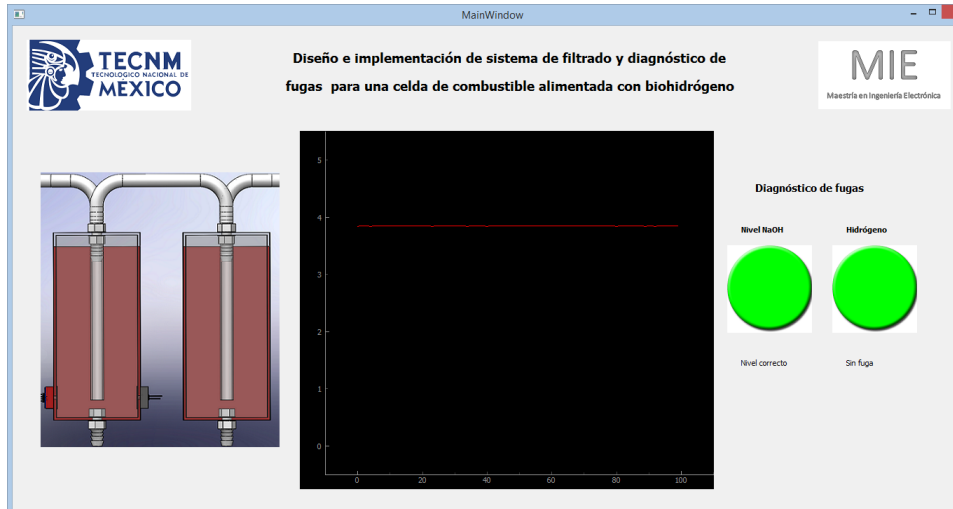 MainWindow
TECNM
TECNOLOGICO NACIONAL DE
MÉXICO
Diseño e implementación de sistema de filtrado y diagnóstico de
fugas para una celda de combustible alimentada con biohidrógeno
MIE
Maestría en Ingeniería Electrónica
5
4
3
2
1
0
0 20 40 60 80 100
Diagnóstico de fugas
Nivel NaOH Hidrógeno
Nivel correcto Sin fuga